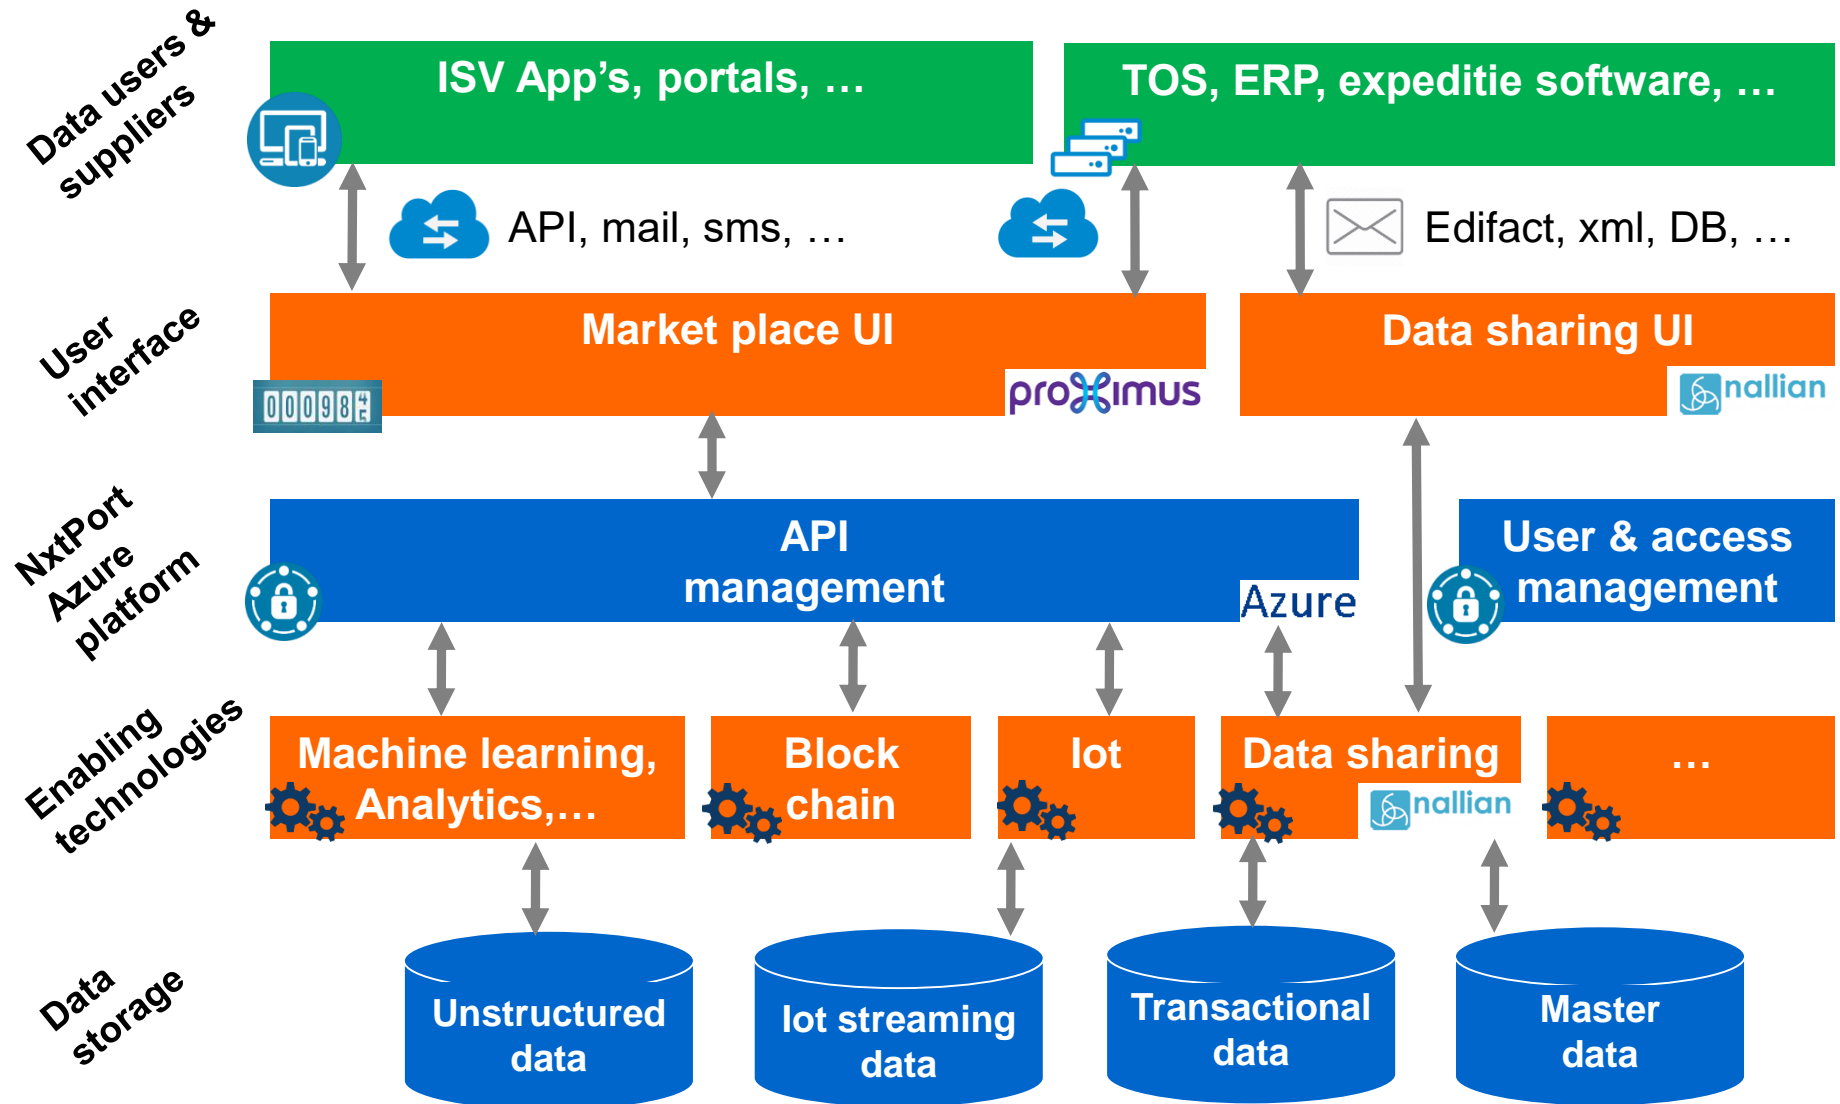 Data users &
suppliers
ISV App’s, portals, …
TOS, ERP, expeditie software, …
API, mail, sms, …
Edifact, xml, DB, …
User
interface
Market place UI
proximus
Data sharing UI
nallian
000984
5
NxtPort
Azure
platform
API
management
Azure
User & access
management
Enabling
technologies
Machine learning,
Analytics,…
Block
chain
Iot
Data sharing
nallian
…
Data
storage
Unstructured
data
Iot streaming
data
Transactional
data
Master
data